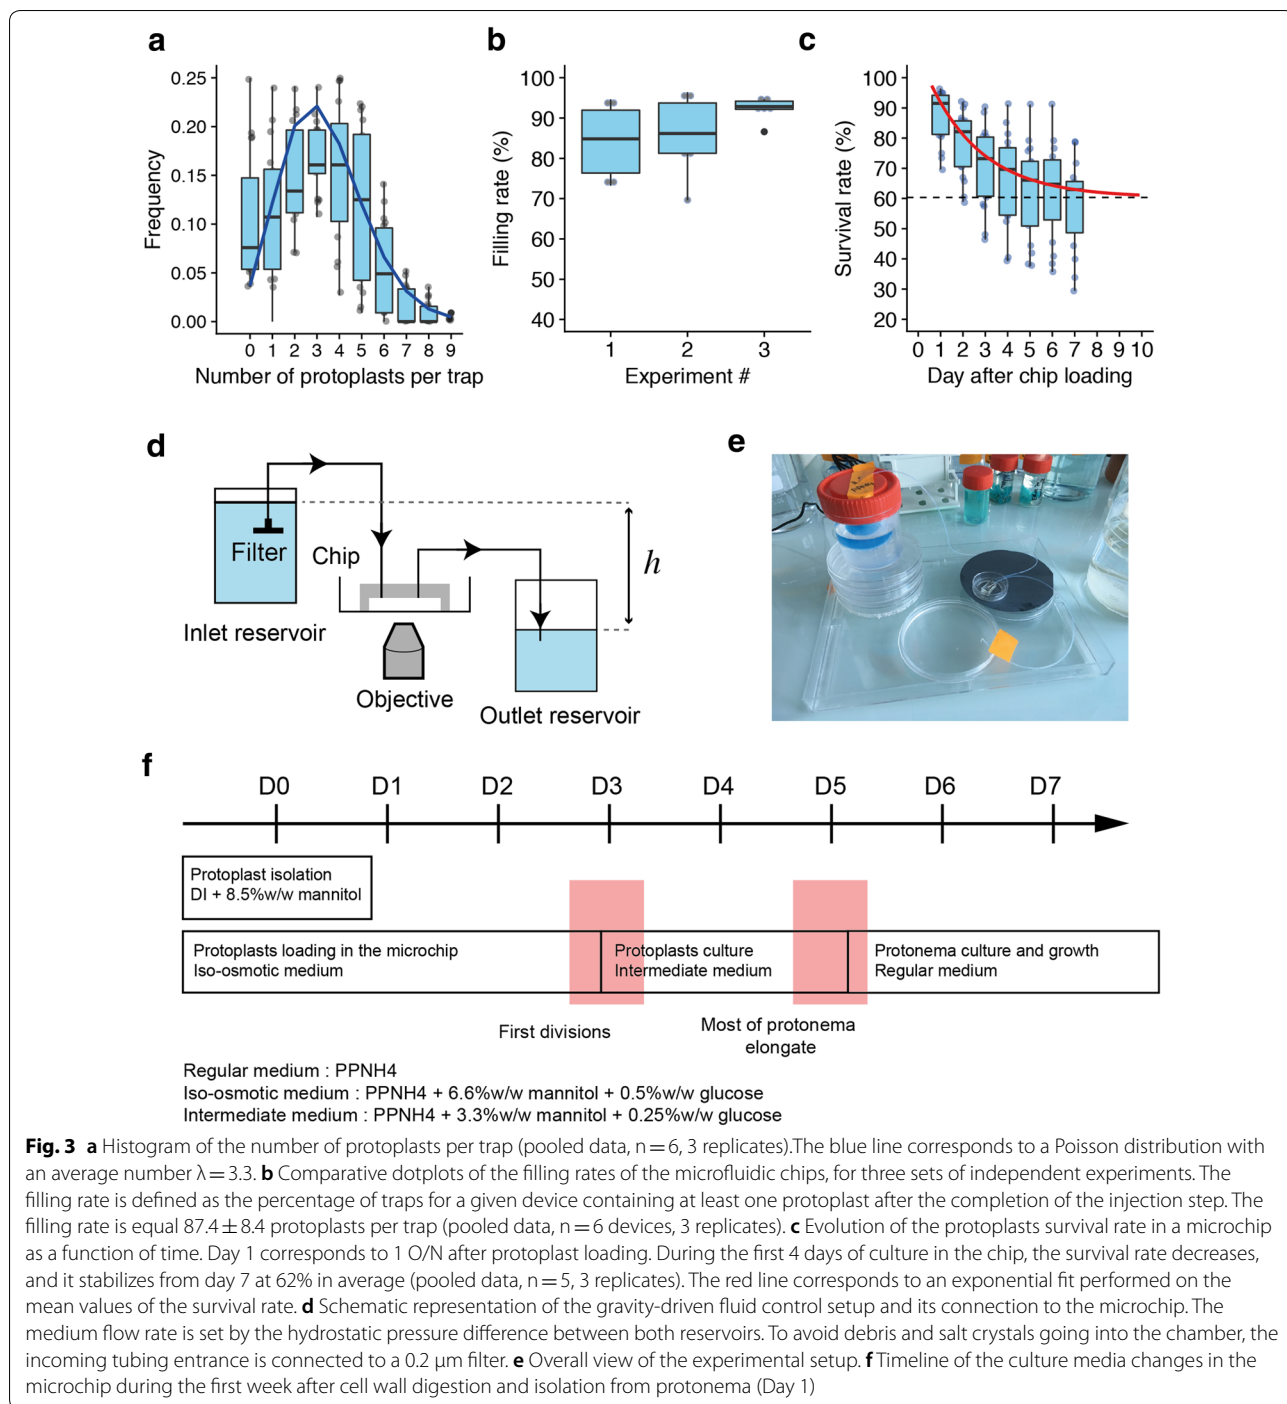 a
0.25
0.20
0.15
0.10
0.05
0.00
Frequency
0 1 2 3 4 5 6 7 8 9
Number of protoplasts per trap
b
100
90
80
70
60
50
40
Filling rate (%)
1 2 3
Experiment #
c
100
90
80
70
60
50
40
30
20
Survival rate (%)
0 1 2 3 4 5 6 7 8 9 10
Day after chip loading
d
Filter
Chip
h
Inlet reservoir
Objective
Outlet reservoir
e
f
D0 D1 D2 D3 D4 D5 D6 D7
Protoplast isolation
DI + 8.5%w/w mannitol
Protoplasts loading in the microchip
Iso-osmotic medium
Protoplasts culture
Intermediate medium
Protonema culture and growth
Regular medium
First divisions
Most of protonema
elongate
Regular medium : PPNH4
Iso-osmotic medium : PPNH4 + 6.6%w/w mannitol + 0.5%w/w glucose
Intermediate medium : PPNH4 + 3.3%w/w mannitol + 0.25%w/w glucose
Fig. 3 a Histogram of the number of protoplasts per trap (pooled data, n = 6, 3 replicates).The blue line corresponds to a Poisson distribution with
an average number λ = 3.3. b Comparative dotplots of the filling rates of the microfluidic chips, for three sets of independent experiments. The
filling rate is defined as the percentage of traps for a given device containing at least one protoplast after the completion of the injection step. The
filling rate is equal 87.4 ± 8.4 protoplasts per trap (pooled data, n = 6 devices, 3 replicates). c Evolution of the protoplasts survival rate in a microchip
as a function of time. Day 1 corresponds to 1 O/N after protoplast loading. During the first 4 days of culture in the chip, the survival rate decreases,
and it stabilizes from day 7 at 62% in average (pooled data, n = 5, 3 replicates). The red line corresponds to an exponential fit performed on the
mean values of the survival rate. d Schematic representation of the gravity-driven fluid control setup and its connection to the microchip. The
medium flow rate is set by the hydrostatic pressure difference between both reservoirs. To avoid debris and salt crystals going into the chamber, the
incoming tubing entrance is connected to a 0.2 μm filter. e Overall view of the experimental setup. f Timeline of the culture media changes in the
microchip during the first week after cell wall digestion and isolation from protonema (Day 1)